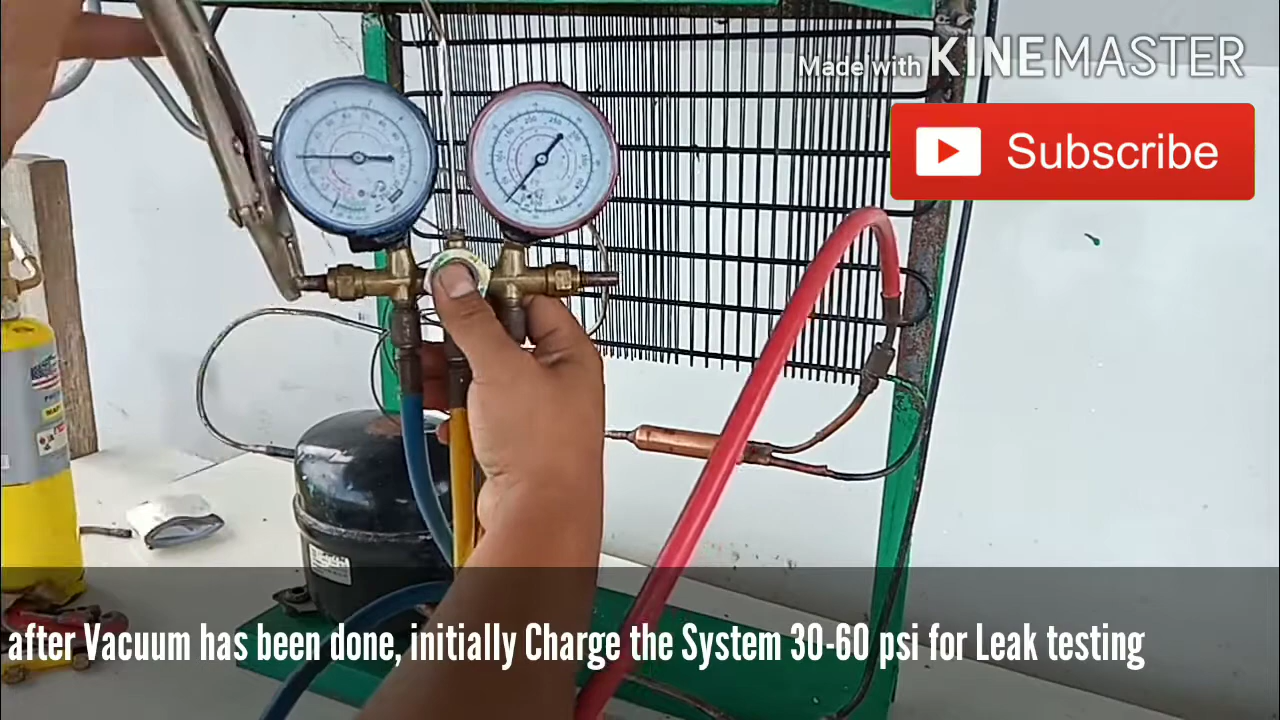 Made with KINEMASTER
Subscribe
after Vacuum has been done, initially Charge the System 30-60 psi for Leak testing